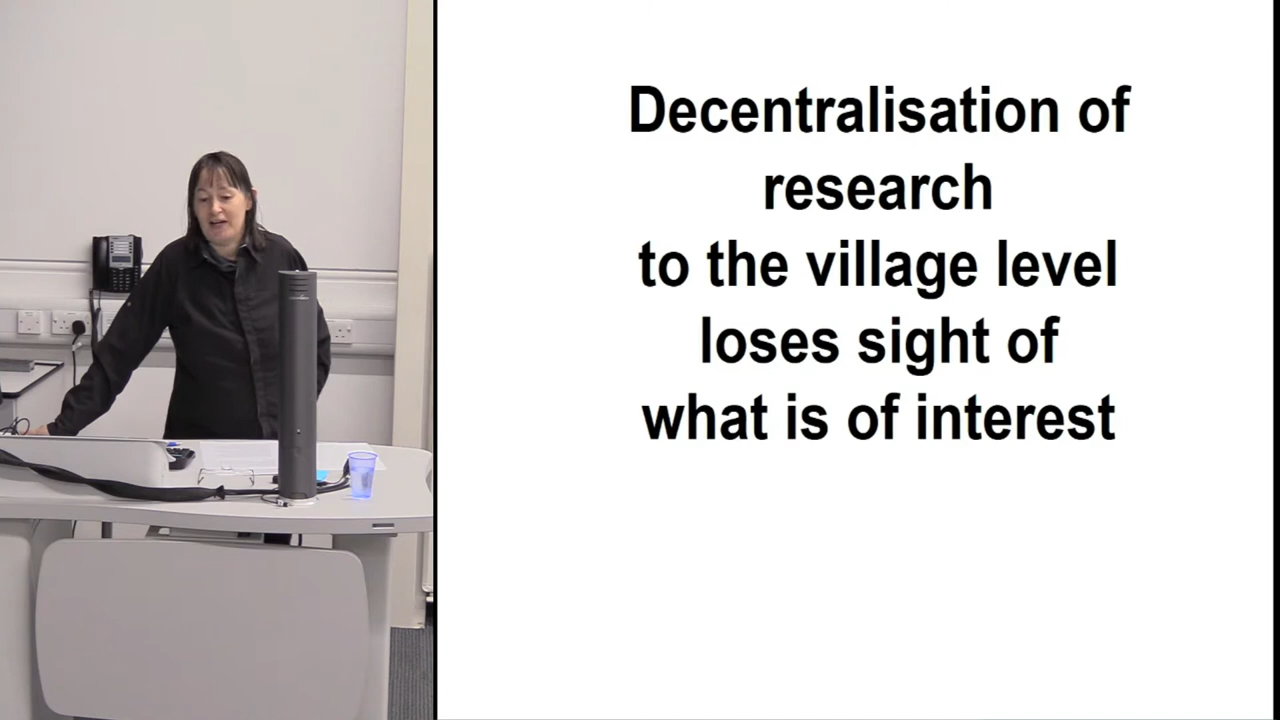 Decentralisation of
research
to the village level
loses sight of
what is of interest